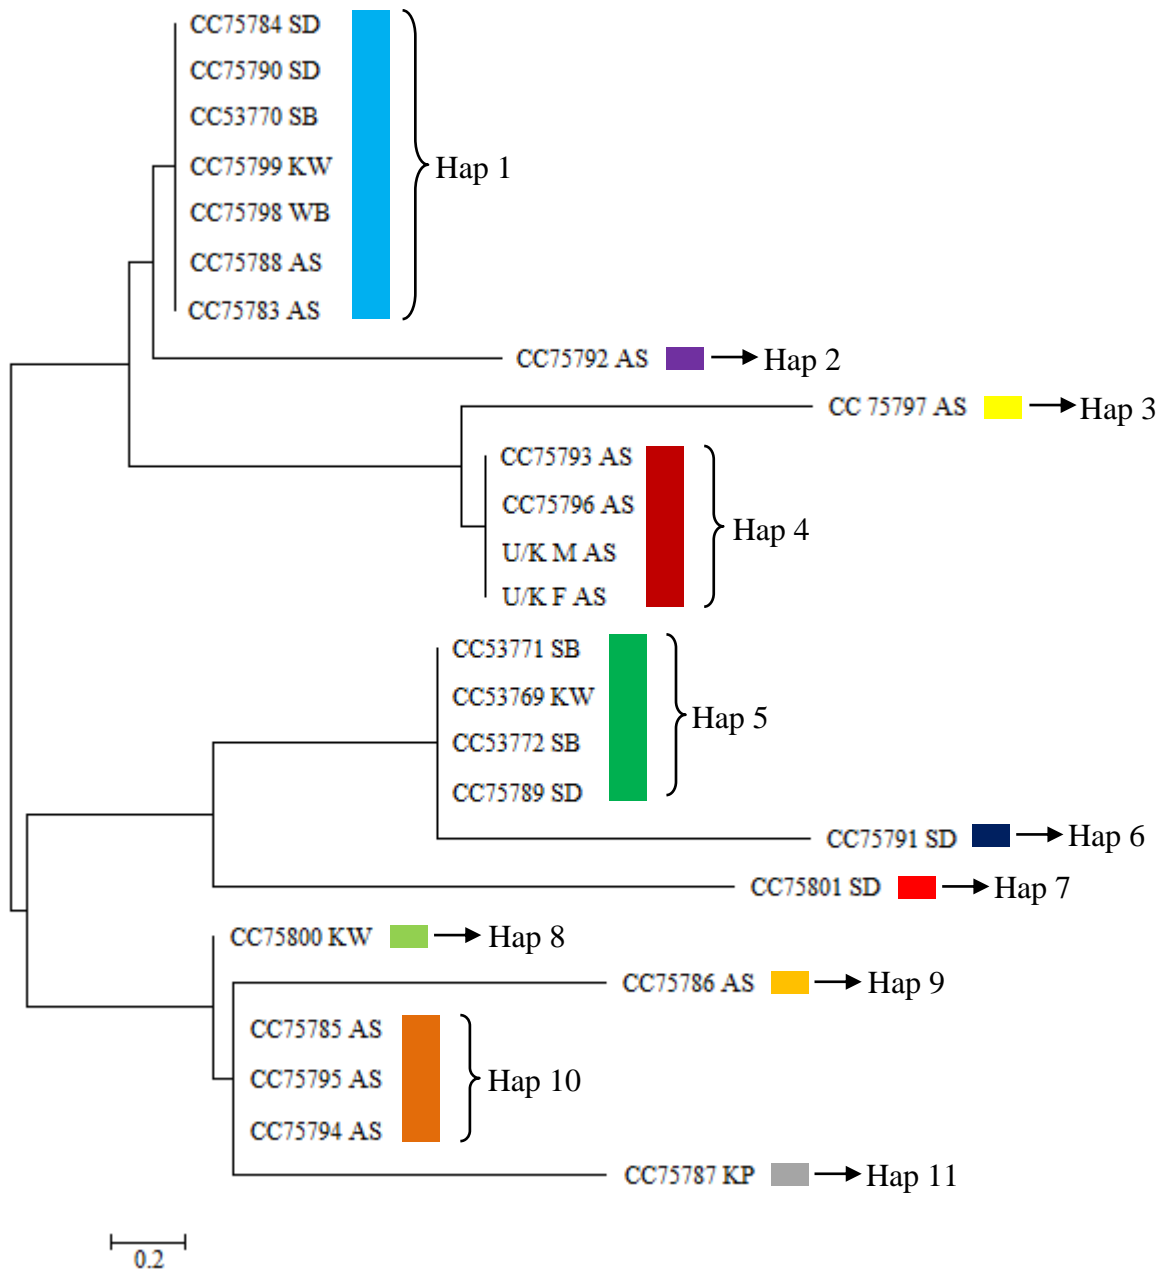 CC75784 SD
CC75790 SD
CC53770 SB
CC75799 KW
Hap 1
CC75798 WB
CC75788 AS
CC75783 AS
CC75792 AS
Hap 2
CC 75797 AS
Hap 3
CC75793 AS
CC75796 AS
Hap 4
U/K M AS
U/K F AS
CC53771 SB
CC53769 KW
Hap 5
CC53772 SB
CC75789 SD
CC75791 SD
Hap 6
CC75801 SD
Hap 7
CC75800 KW
Hap 8
CC75786 AS
Hap 9
CC75785 AS
CC75795 AS
Hap 10
CC75794 AS
CC75787 KP
Hap 11
0.2